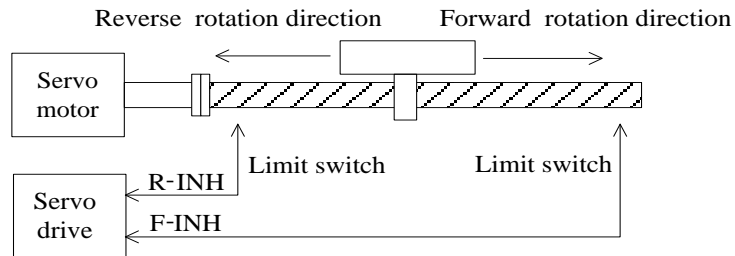 Reverse rotation direction
Forward rotation direction
Servo
motor
Limit switch
Limit switch
R-INH
Servo
drive
F-INH